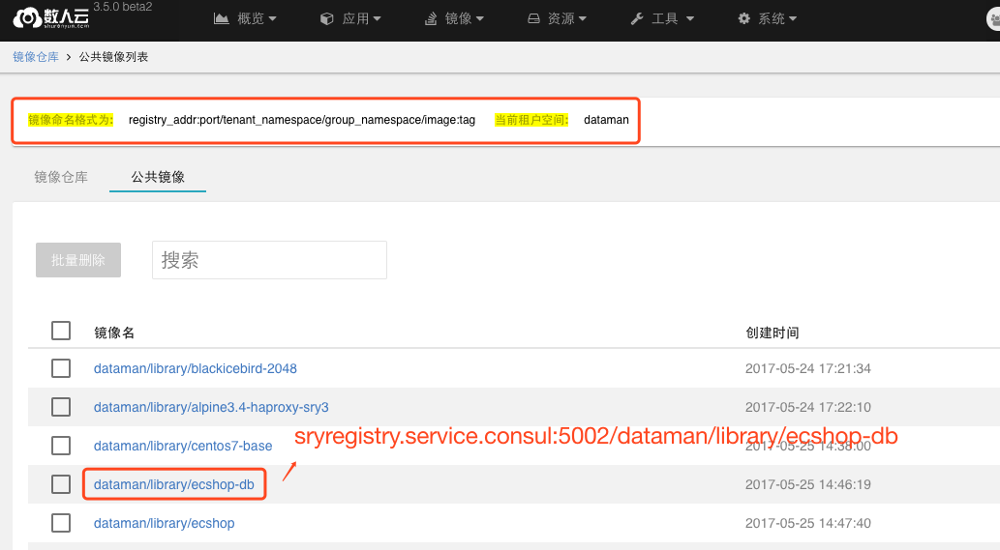 数人云 3.5.0 beta2 概览 应用 镜像 资源 工具 系统
shurenyun.com
镜像仓库 > 公共镜像列表
镜像命名格式为: registry_addr:port/tenant_namespace/group_namespace/image:tag 当前租户空间: dataman
镜像仓库 公共镜像
批量删除 搜索
镜像名 创建时间
dataman/library/blackicebird-2048 2017-05-24 17:21:34
dataman/library/alpine3.4-haproxy-sry3 2017-05-24 17:22:10
sryregistry.service.consul:5002/dataman/library/ecshop-db
dataman/library/centos7-base 2017-05-25 14:38:00
dataman/library/ecshop-db 2017-05-25 14:46:19
dataman/library/ecshop 2017-05-25 14:47:40